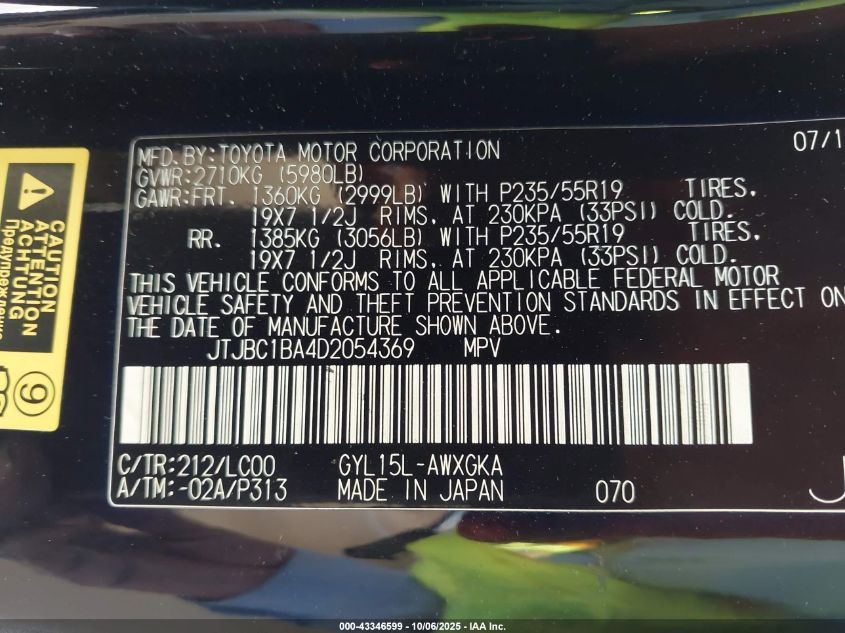 MFD.BY:TOYOTA MOTOR CORPORATION 07/1
GVWR:2710KG (5980LB)
GAWR:FRT. 1360KG (2999LB) WITH P235/55R19 TIRES,
19X7 1/2J RIMS, AT 230KPA (33PSI) COLD.
RR. 1385KG (3056LB) WITH P235/55R19 TIRES,
19X7 1/2J RIMS, AT 230KPA (33PSI) COLD.
THIS VEHICLE CONFORMS TO ALL APPLICABLE FEDERAL MOTOR
VEHICLE SAFETY AND THEFT PREVENTION STANDARDS IN EFFECT ON
THE DATE OF MANUFACTURE SHOWN ABOVE.
JTJBC1BA4D2054369 MPV
C/TR:212/LC00 GYL15L-AWXGKA
A/TM:-02A/P313 MADE IN JAPAN 070 J
CAUTION
ATTENTION
ACHTUNG
Предупреждение
9
000-43346599 - 10/06/2025 - IAA Inc.